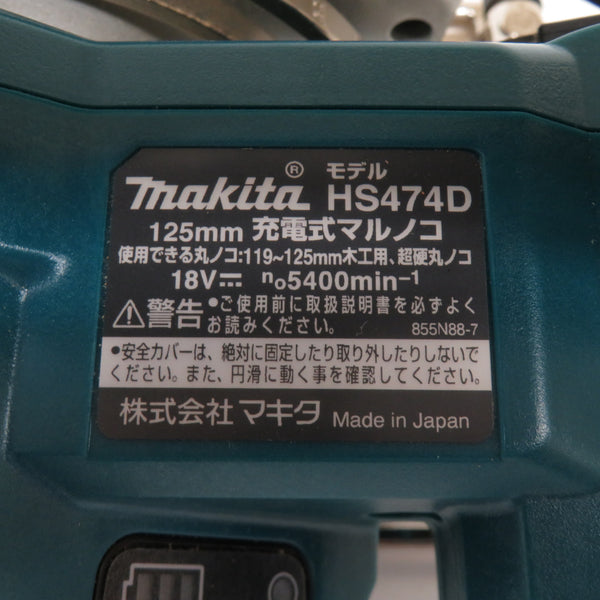 モデル
makita® HS474D
125mm 充電式マルノコ
使用できる丸ノコ:119~125mm木工用、超硬丸ノコ
18V⎓ no5400min-1
⚠警告 •ご使用前に取扱説明書を必ずよく
お読みください。 855N88-7
•安全カバーは、絶対に固定したり取り外したりしないで
ください。また、円滑に動く事を確認してください。
株式会社 マキタ Made in Japan